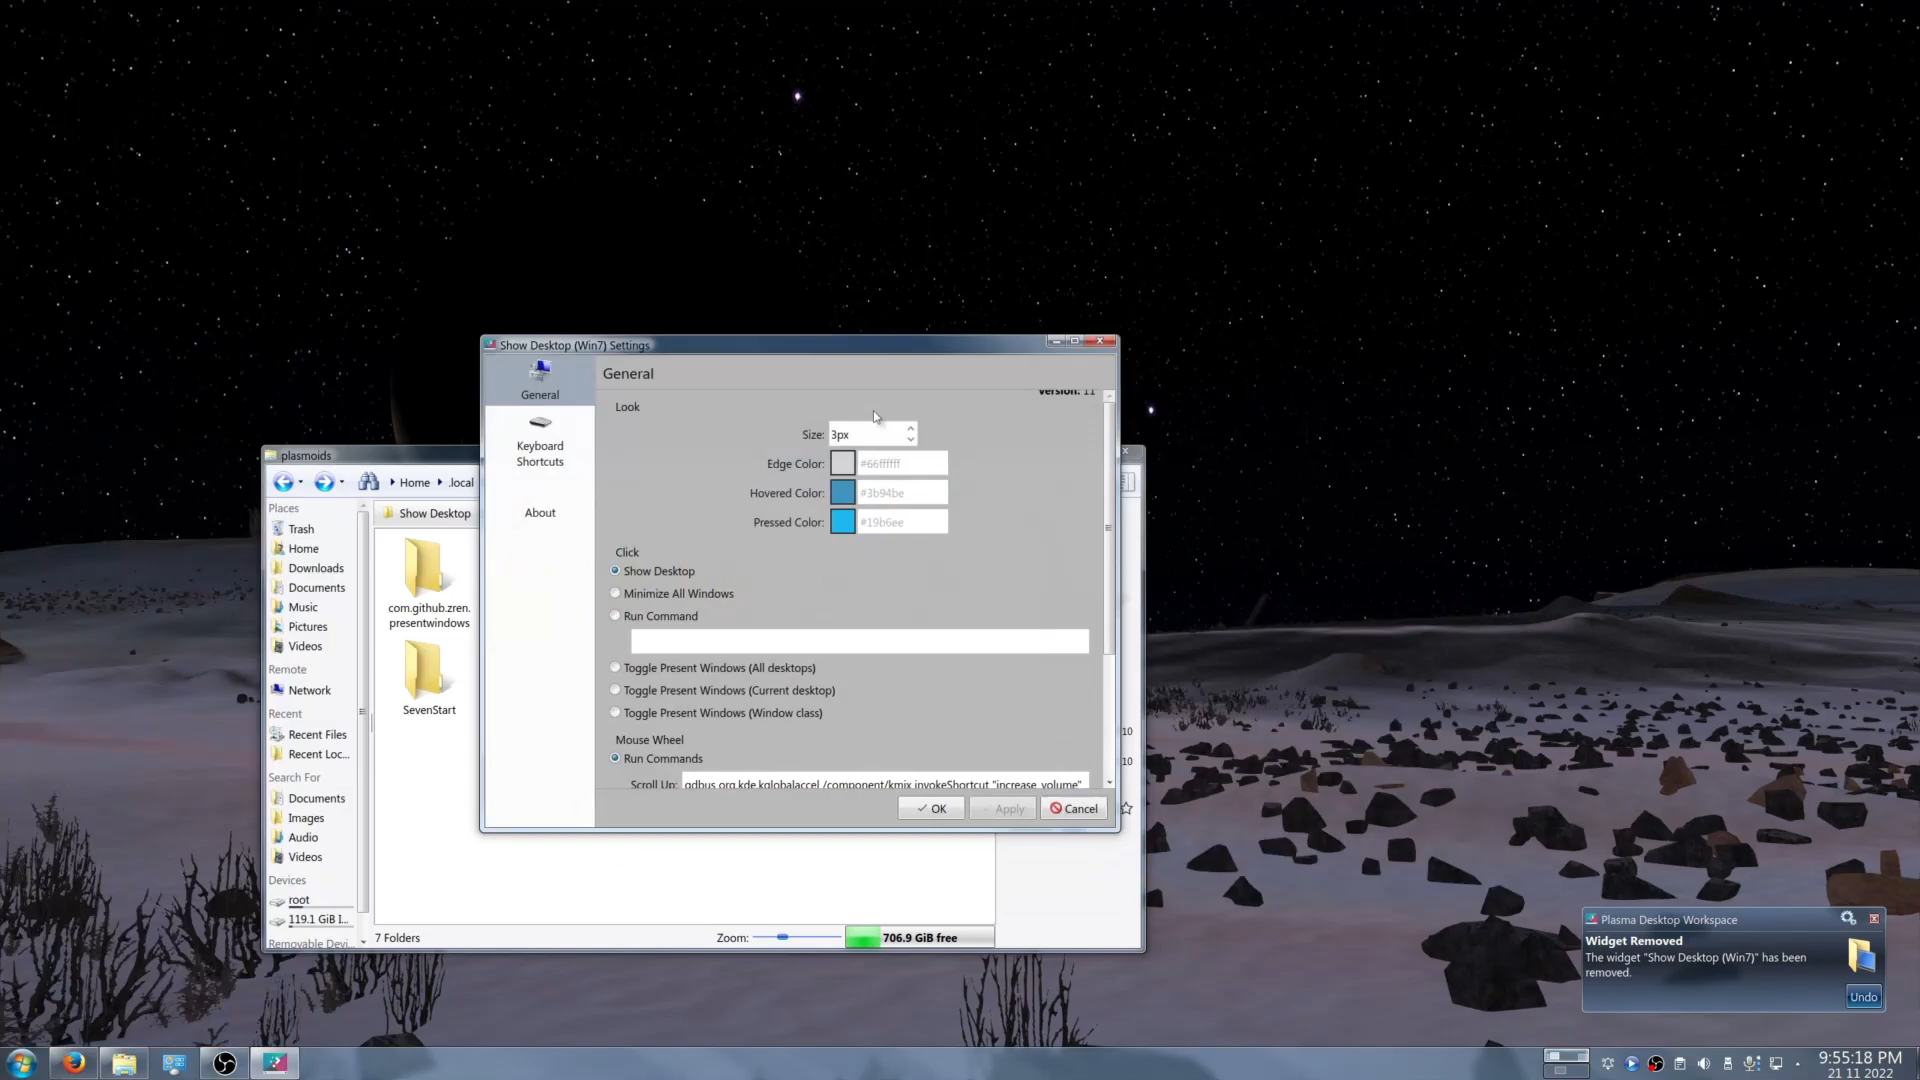 Show Desktop (Win7) Settings
General
General
Keyboard
Shortcuts
About
Version: 11
Look
Size: 3px
Edge Color: #66ffffff
Hovered Color: #3b94be
Pressed Color: #19b6ee
Click
Show Desktop
Minimize All Windows
Run Command
Toggle Present Windows (All desktops)
Toggle Present Windows (Current desktop)
Toggle Present Windows (Window class)
Mouse Wheel
Run Commands
Scroll Up: qdbus org.kde.kglobalaccel /component/kmix invokeShortcut "increase_volume"
OK
Apply
Cancel
plasmoids
Home
.local
Show Desktop
Places
Trash
Home
Downloads
Documents
Music
Pictures
Videos
Remote
Network
Recent
Recent Files
Recent Loc...
Search For
Documents
Images
Audio
Videos
Devices
root
119.1 GiB I...
Removable Devi...
com.github.zren.
presentwindows
SevenStart
10
10
7 Folders
Zoom:
706.9 GiB free
Plasma Desktop Workspace
Widget Removed
The widget "Show Desktop (Win7)" has been
removed.
Undo
9:55:18 PM
21 11 2022